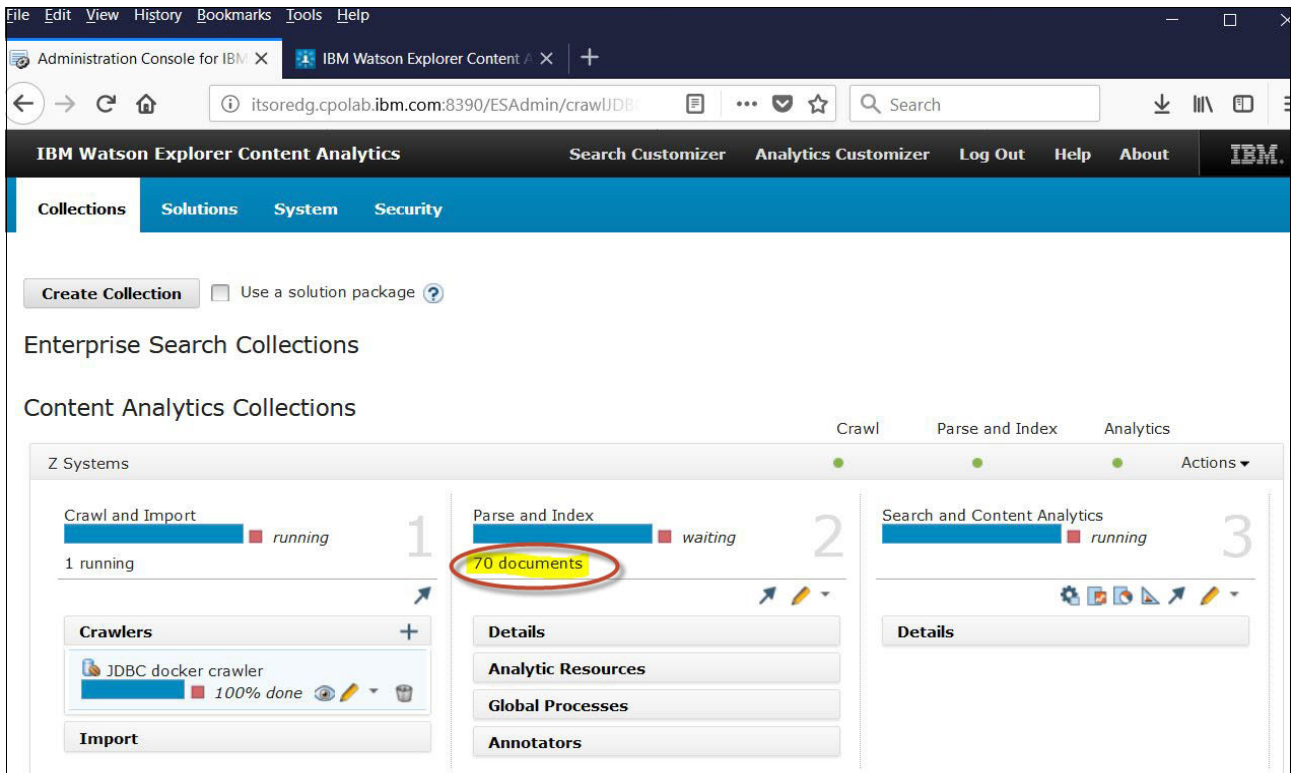 File Edit View History Bookmarks Tools Help
Administration Console for IBM
IBM Watson Explorer Content A
itsoredg.cpolab.ibm.com:8390/ESAdmin/crawlJDB
Search
IBM Watson Explorer Content Analytics Search Customizer Analytics Customizer Log Out Help About IBM.
Collections Solutions System Security
Create Collection Use a solution package ?
Enterprise Search Collections
Content Analytics Collections
Crawl Parse and Index Analytics
Z Systems Actions
Crawl and Import
running
1
1 running
Parse and Index
waiting
2
70 documents
Search and Content Analytics
running
3
Crawlers
JDBC docker crawler
100% done
Import
Details
Analytic Resources
Global Processes
Annotators
Details